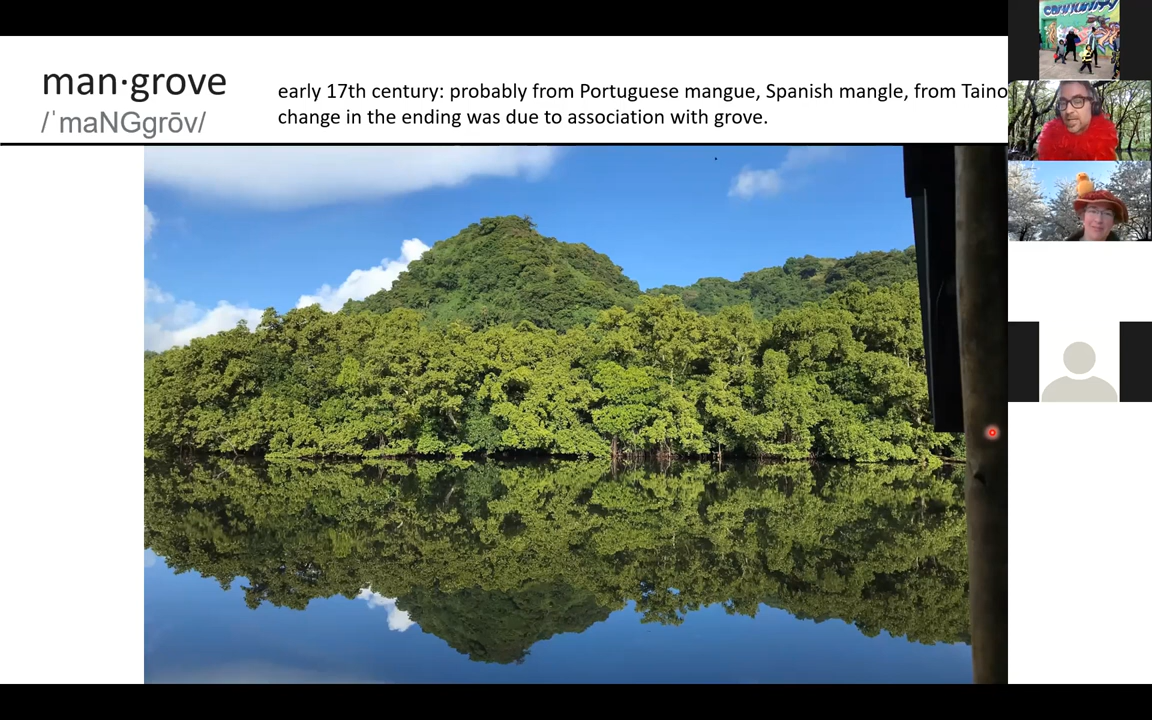 man·grove
/ˈmaNGgrōv/
early 17th century: probably from Portuguese mangue, Spanish mangle, from Taino
change in the ending was due to association with grove.
COMMUNITY